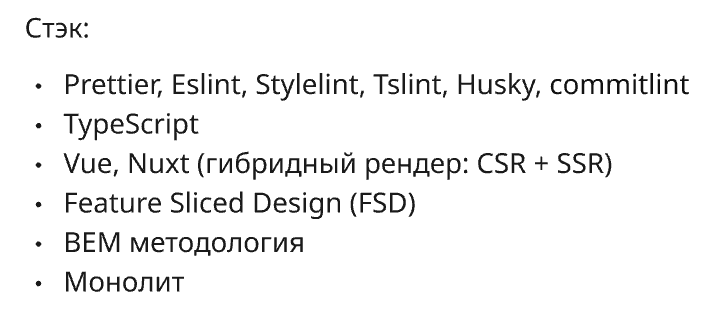 Стэк:
• Prettier, Eslint, Stylelint, Tslint, Husky, commitlint
• TypeScript
• Vue, Nuxt (гибридный рендер: CSR + SSR)
• Feature Sliced Design (FSD)
• BEM методология
• Монолит